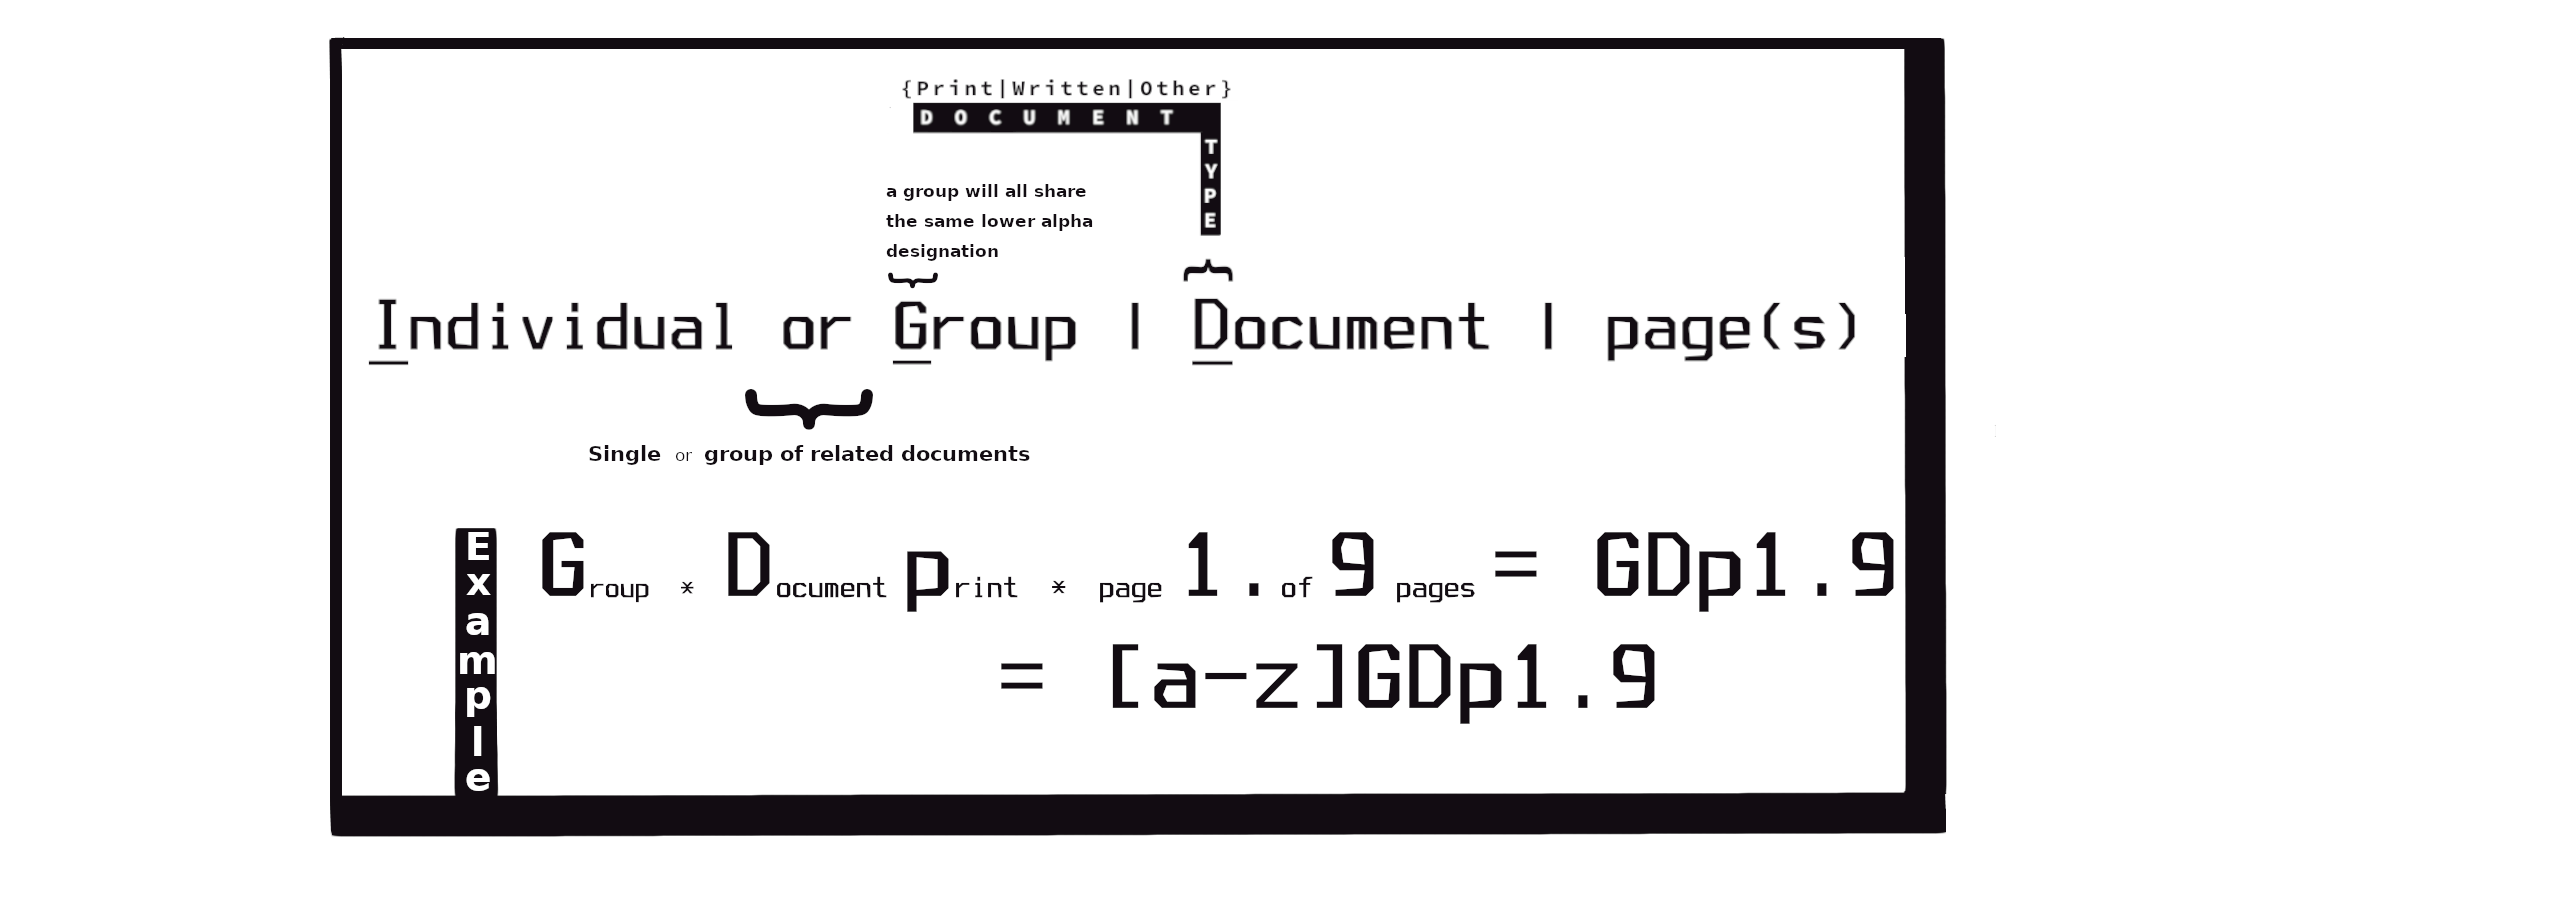 {Print|Written|Other}
DOCUMENT
TYPE
a group will all share
the same lower alpha
designation
Individual or Group | Document | page(s)
Single or group of related documents
Example
Group * Document print * page 1. of 9 pages = GDp1.9
= [a-z]GDp1.9